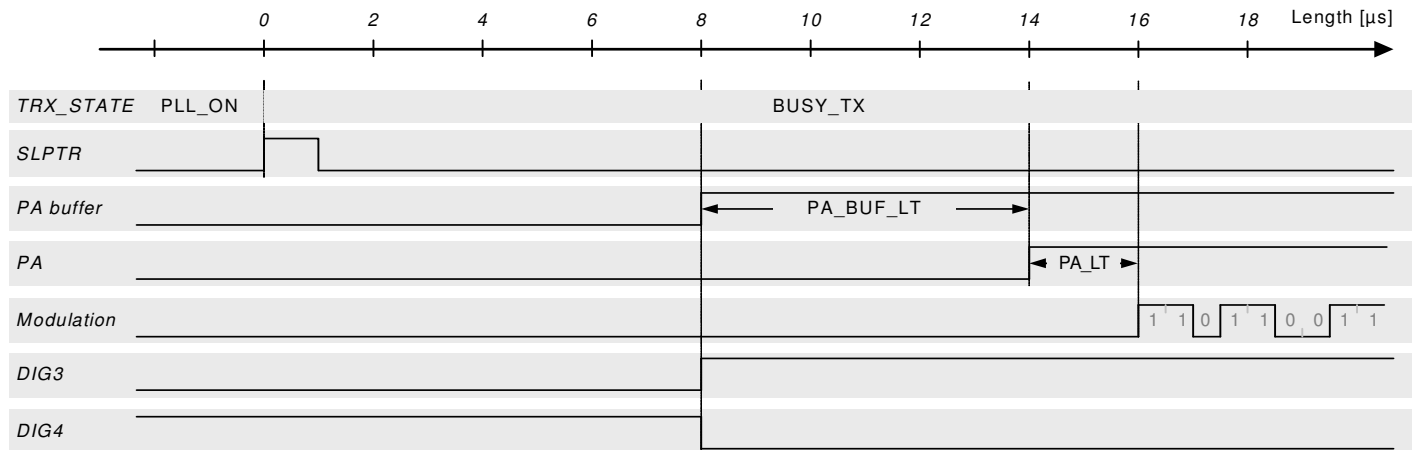 0 2 4 6 8 10 12 14 16 18 Length [µs]
TRX_STATE PLL_ON BUSY_TX
SLPTR
PA buffer PA_BUF_LT
PA PA_LT
Modulation 1 1 0 1 1 0 0 1 1
DIG3
DIG4